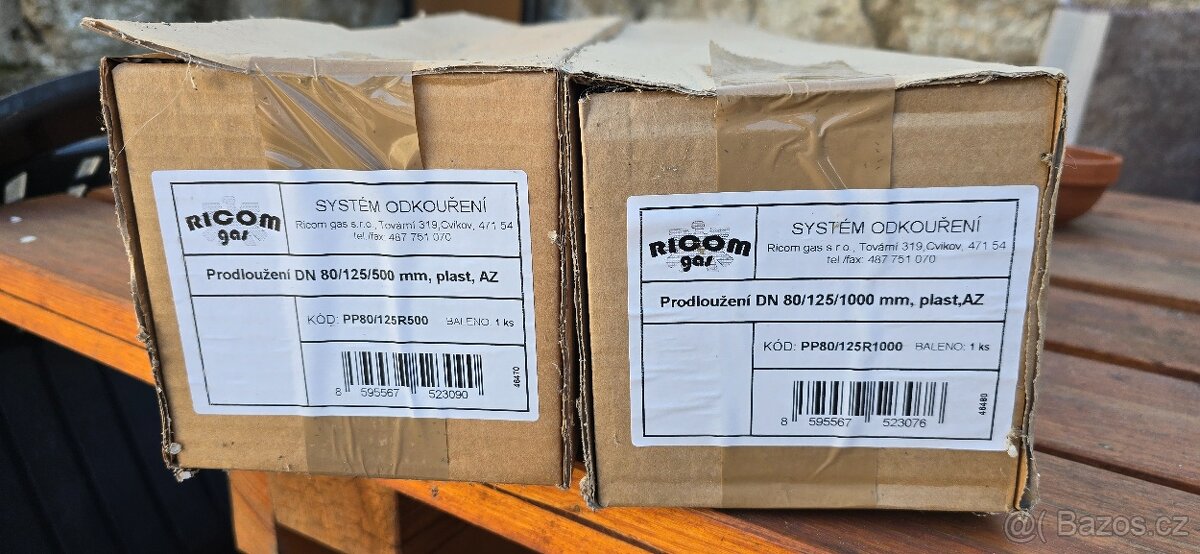 RICOM
gas
SYSTÉM ODKOUŘENÍ
Ricom gas s.r.o., Tovární 319,Cvikov, 471 54
tel./fax: 487 751 070
Prodloužení DN 80/125/500 mm, plast, AZ
KÓD: PP80/125R500 BALENO: 1 ks
8 595567 523090
46470
RICOM
gas
SYSTÉM ODKOUŘENÍ
Ricom gas s.r.o., Tovární 319,Cvikov, 471 54
tel./fax: 487 751 070
Prodloužení DN 80/125/1000 mm, plast,AZ
KÓD: PP80/125R1000 BALENO: 1 ks
8 595567 523076
46480
Bazos.cz